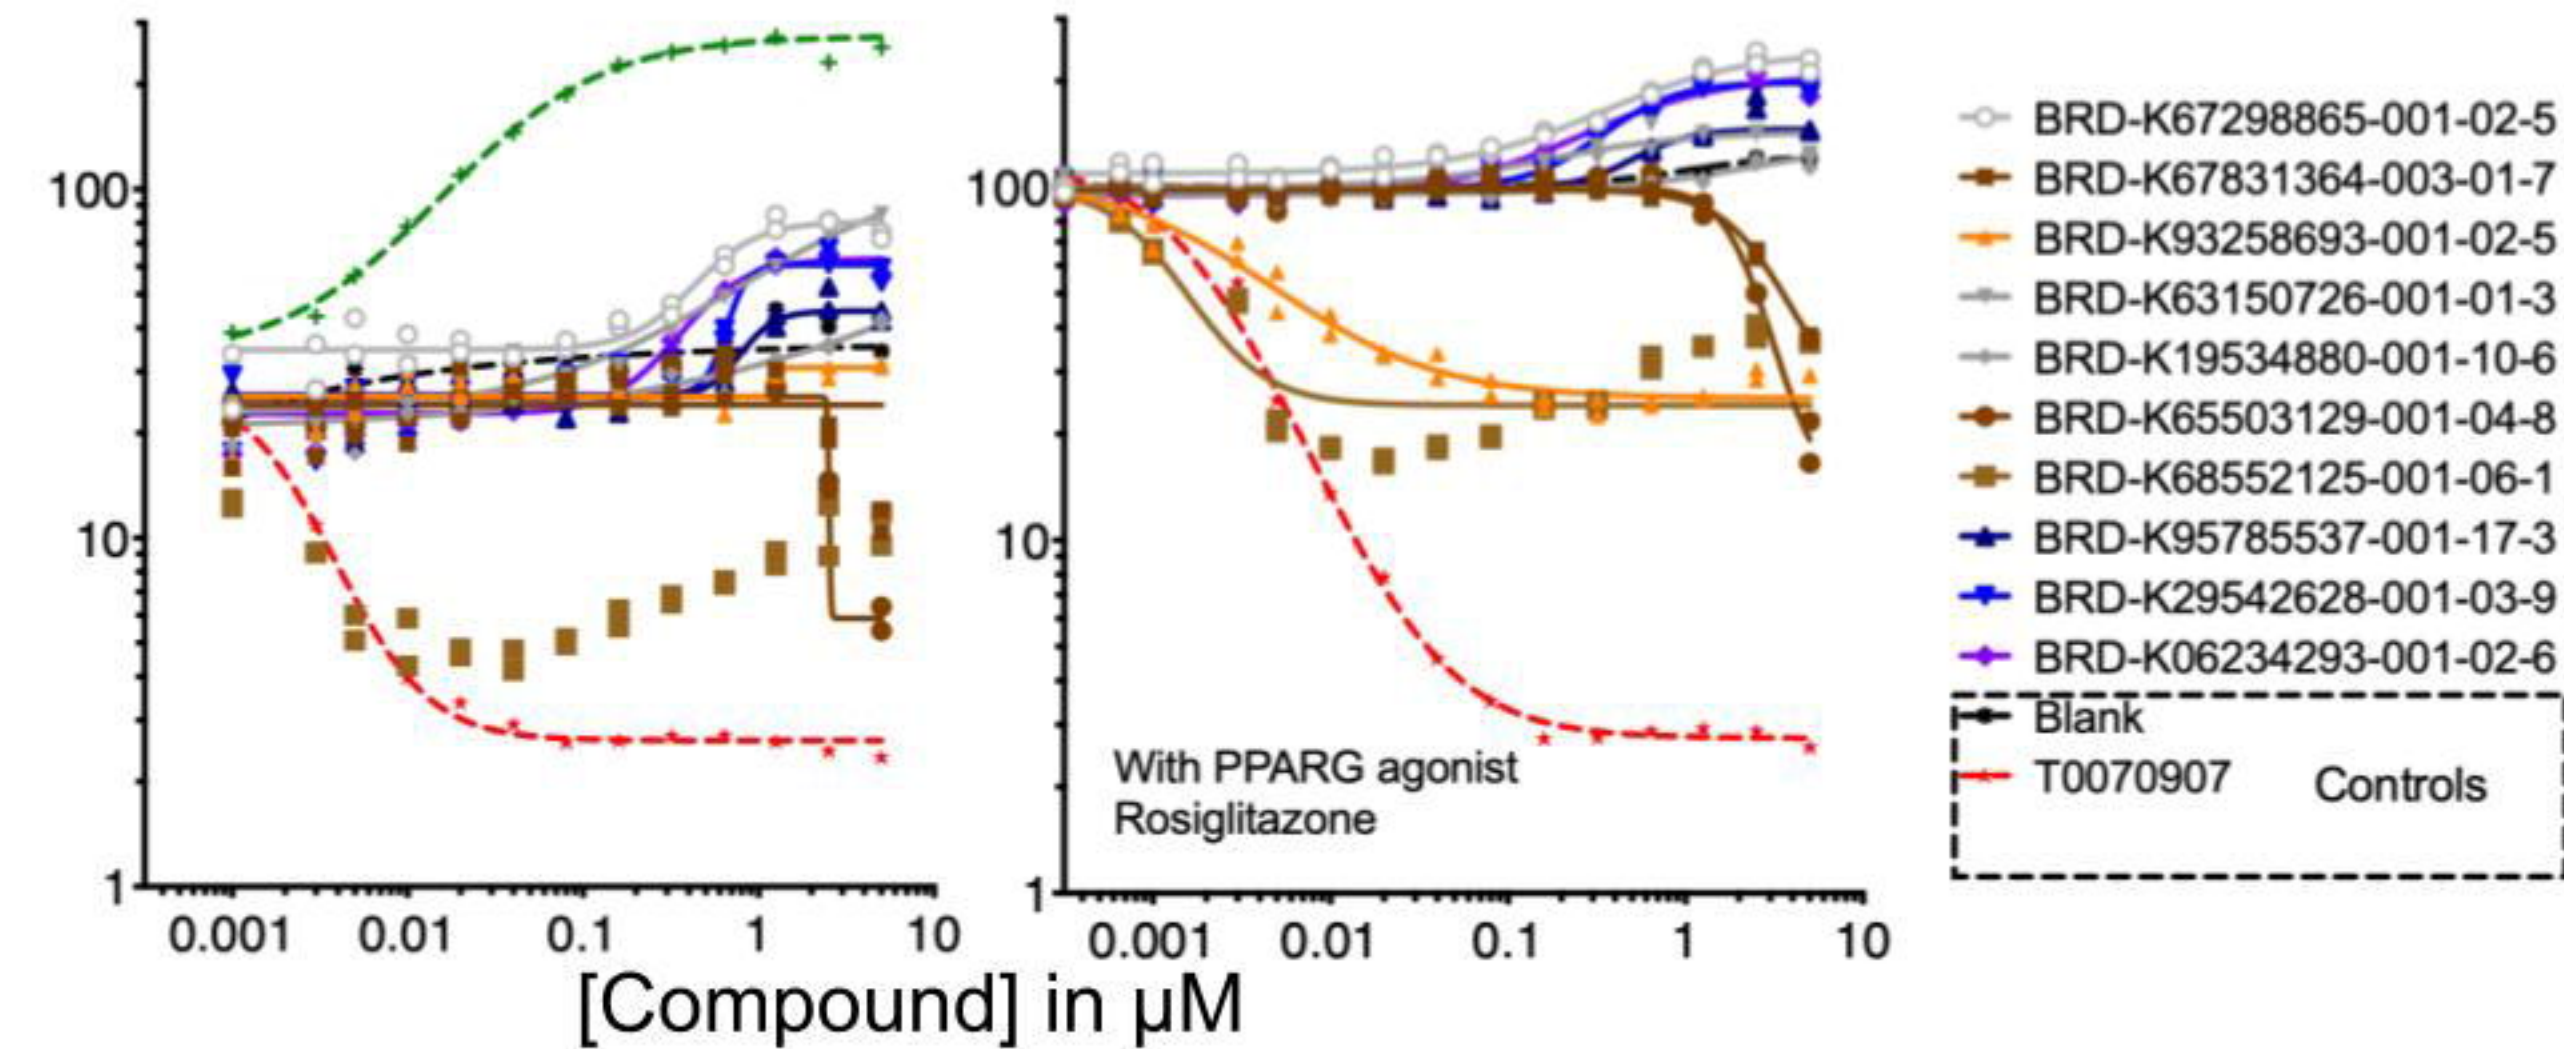 100
10
1
0.001 0.01 0.1 1 10
100
10
1
0.001 0.01 0.1 1 10
With PPARG agonist
Rosiglitazone
[Compound] in µM
BRD-K67298865-001-02-5
BRD-K67831364-003-01-7
BRD-K93258693-001-02-5
BRD-K63150726-001-01-3
BRD-K19534880-001-10-6
BRD-K65503129-001-04-8
BRD-K68552125-001-06-1
BRD-K95785537-001-17-3
BRD-K29542628-001-03-9
BRD-K06234293-001-02-6
Blank
T0070907 Controls